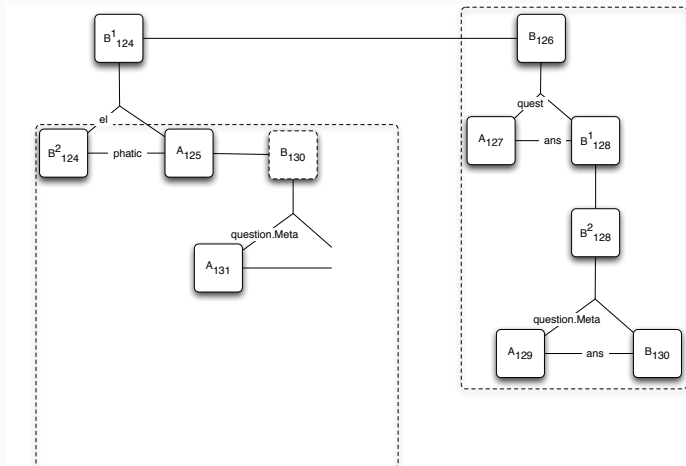 B¹124
B126
el
quest
B²124
phatic
A125
B130
A127
ans
B¹128
question.Meta
A131
B²128
question.Meta
A129
ans
B130